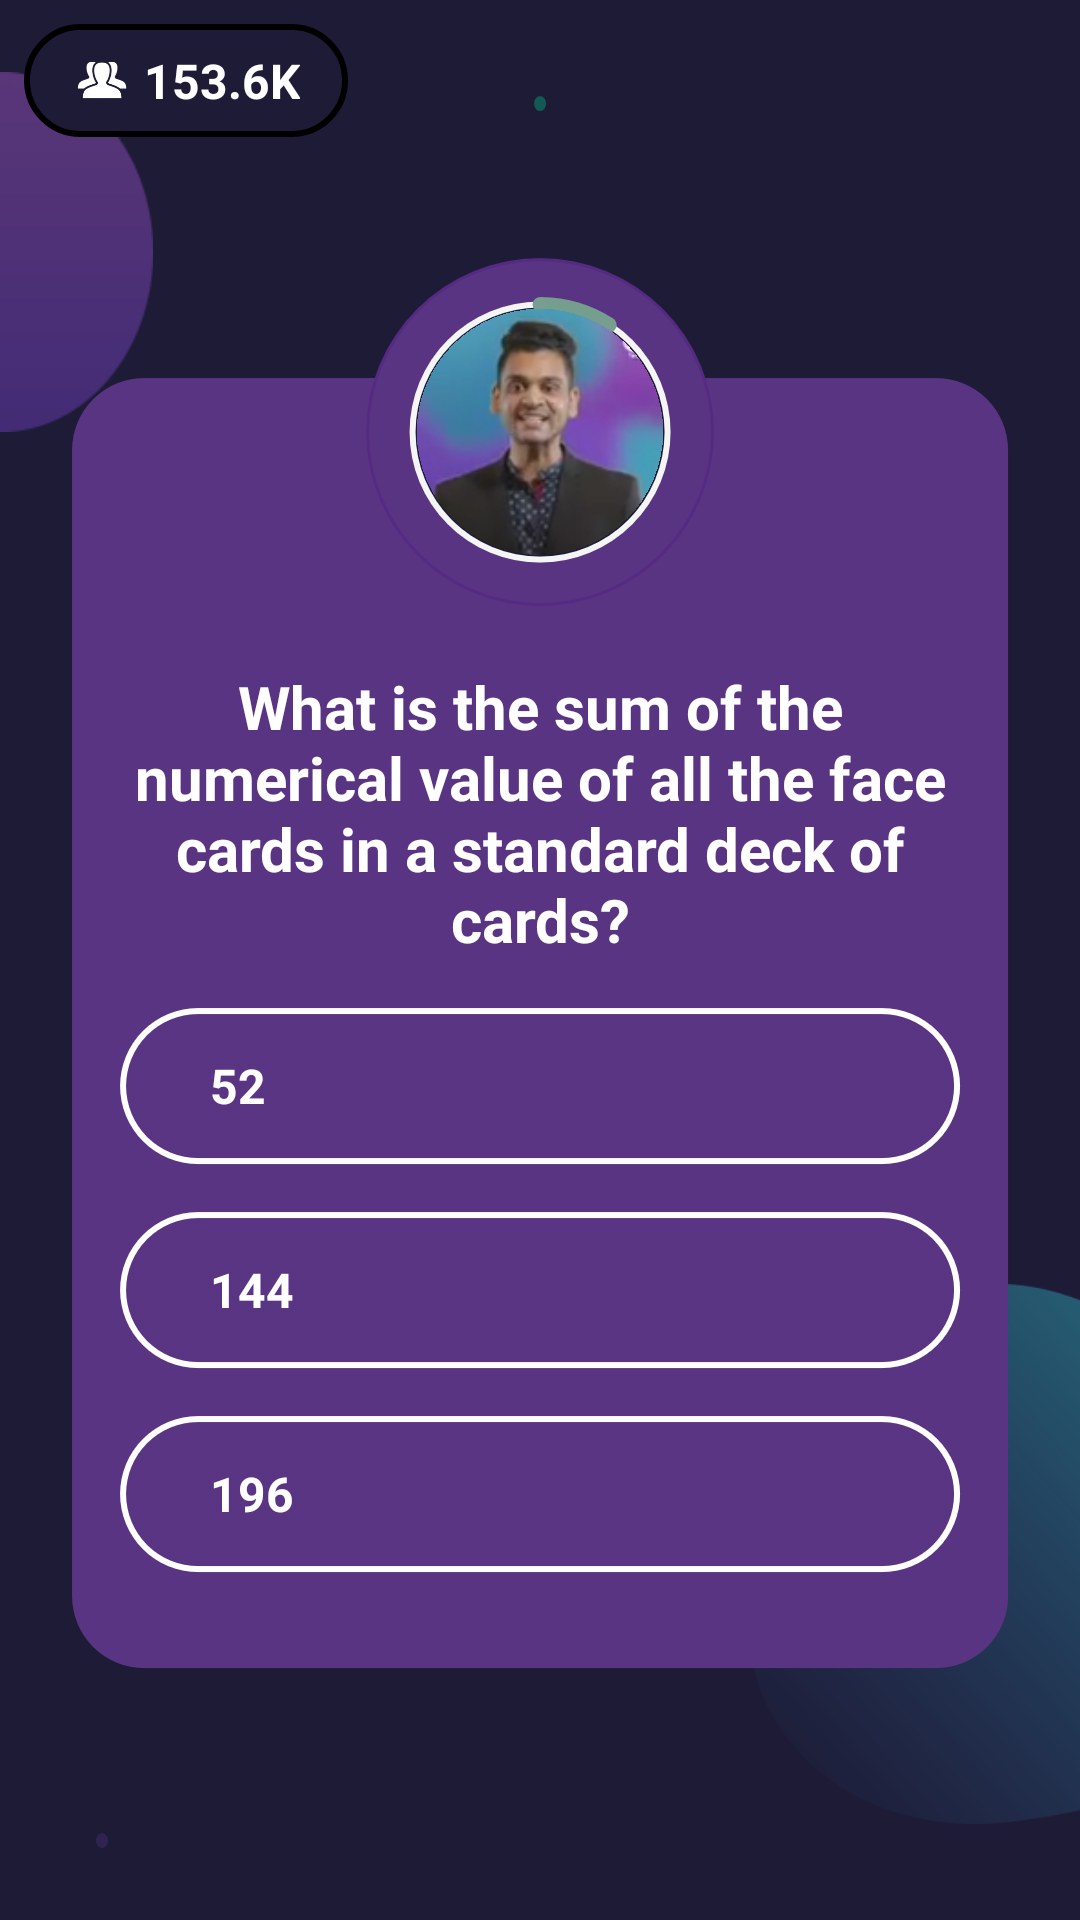 153.6K
What is the sum of the
numerical value of all the face
cards in a standard deck of
cards?
52
144
196